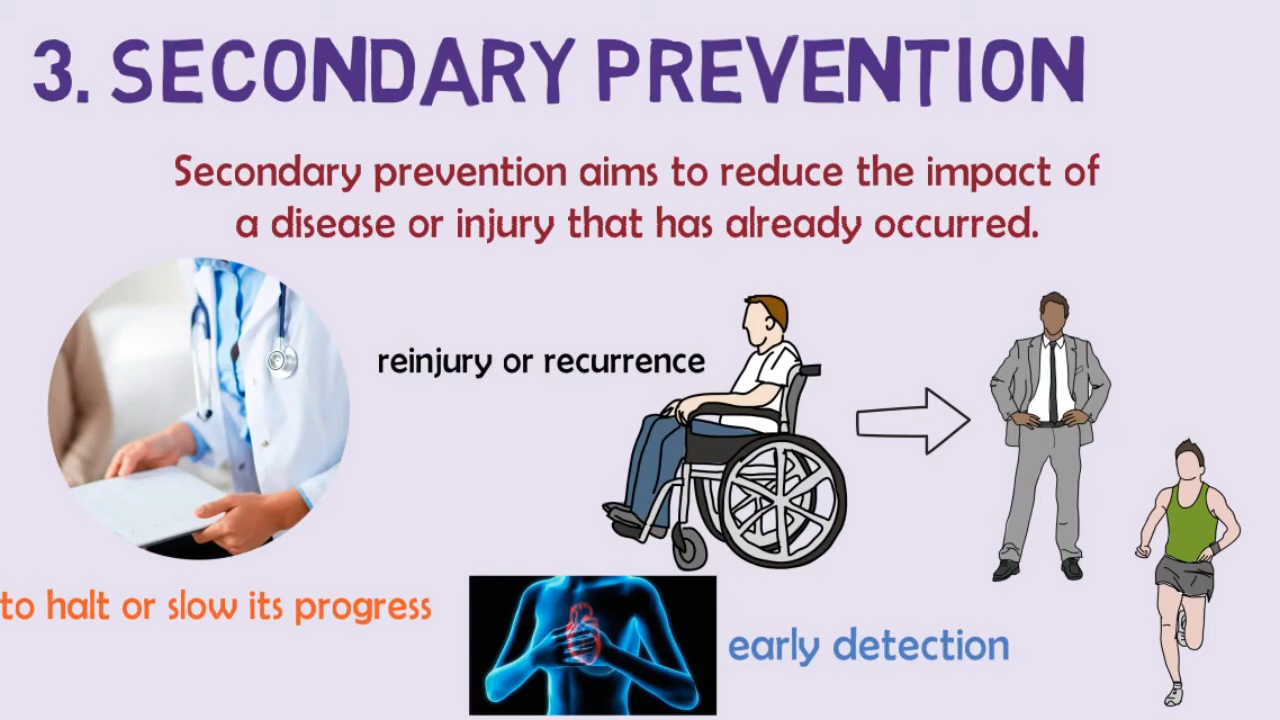 3. SECONDARY PREVENTION
Secondary prevention aims to reduce the impact of
a disease or injury that has already occurred.
reinjury or recurrence
to halt or slow its progress
early detection